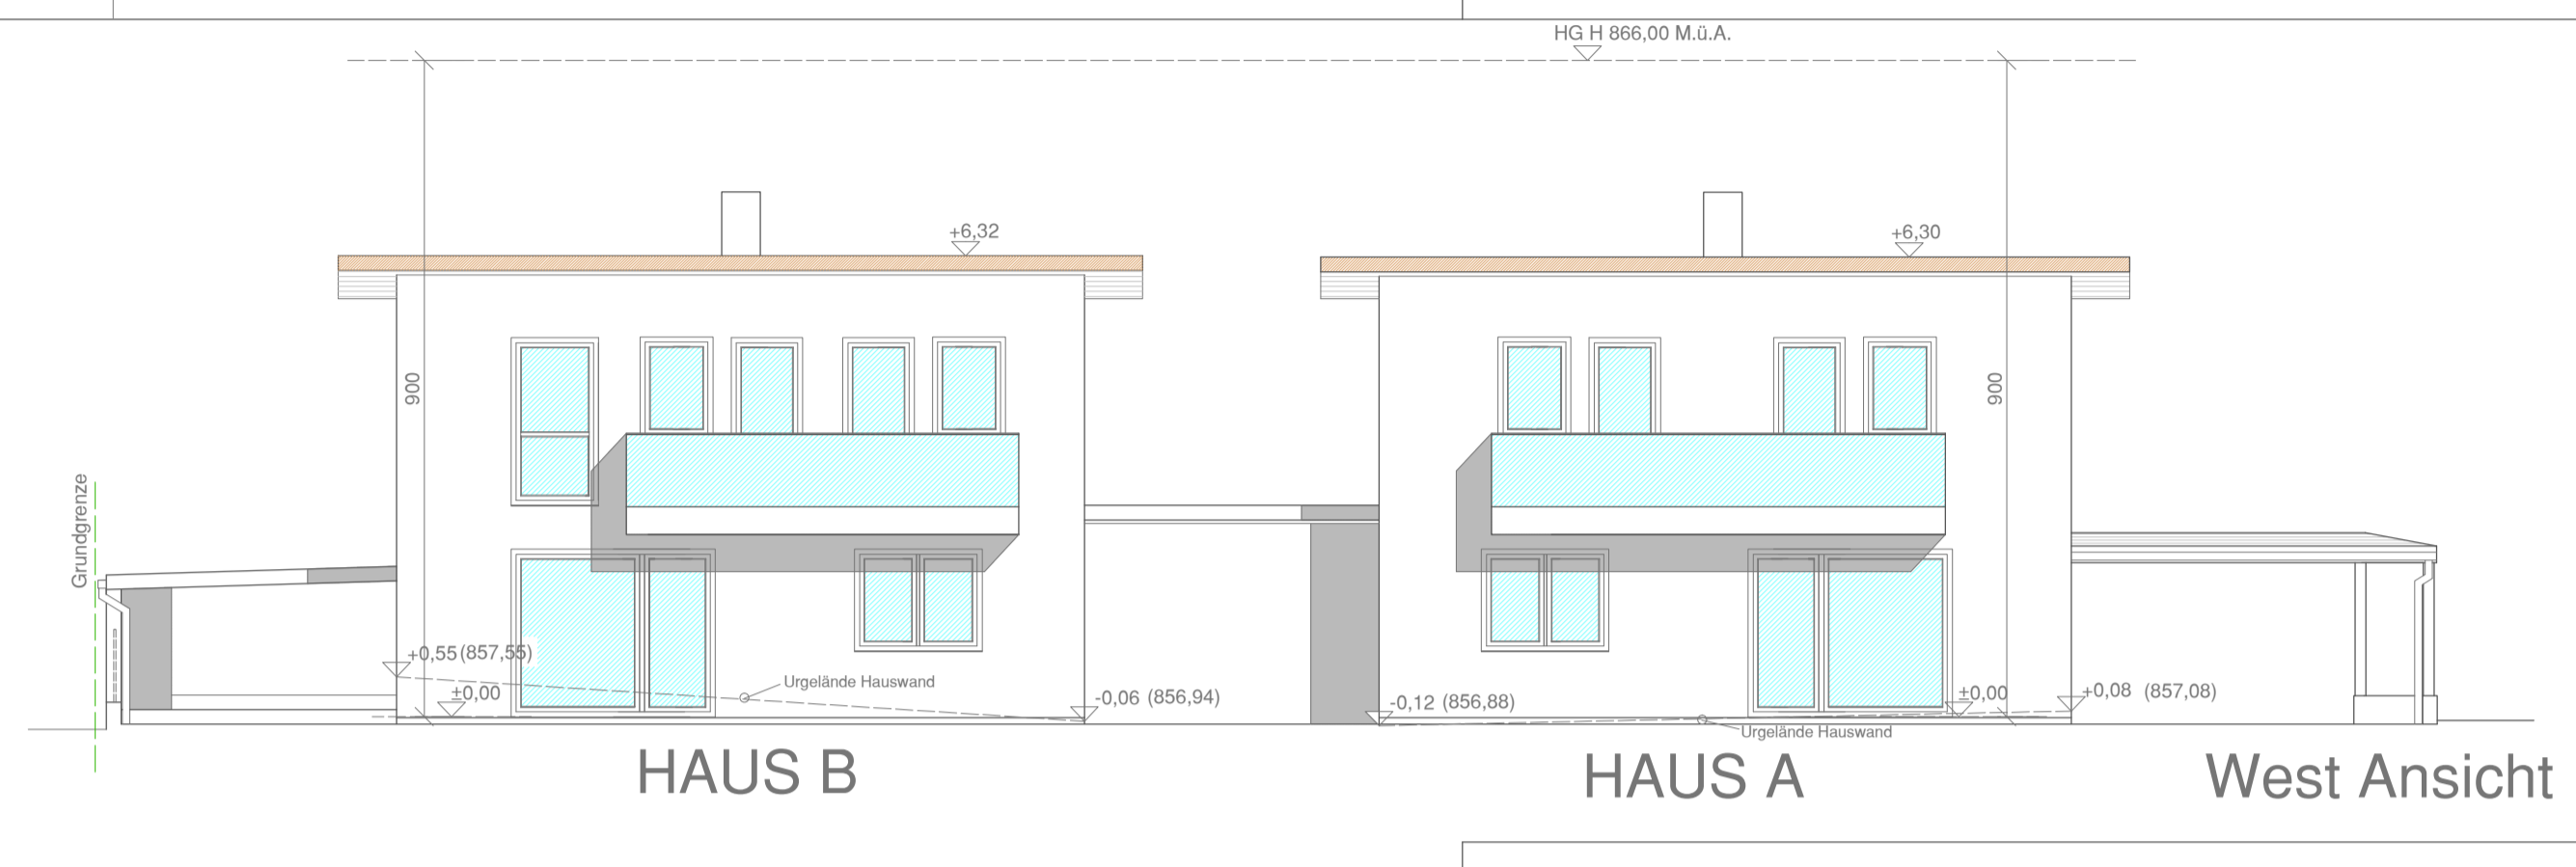 HG H 866,00 M.ü.A.
+6,32
+6,30
900
900
Grundgrenze
+0,55 (857,55)
±0,00
Urgelände Hauswand
-0,06 (856,94)
-0,12 (856,88)
±0,00
+0,08 (857,08)
Urgelände Hauswand
HAUS B
HAUS A
West Ansicht